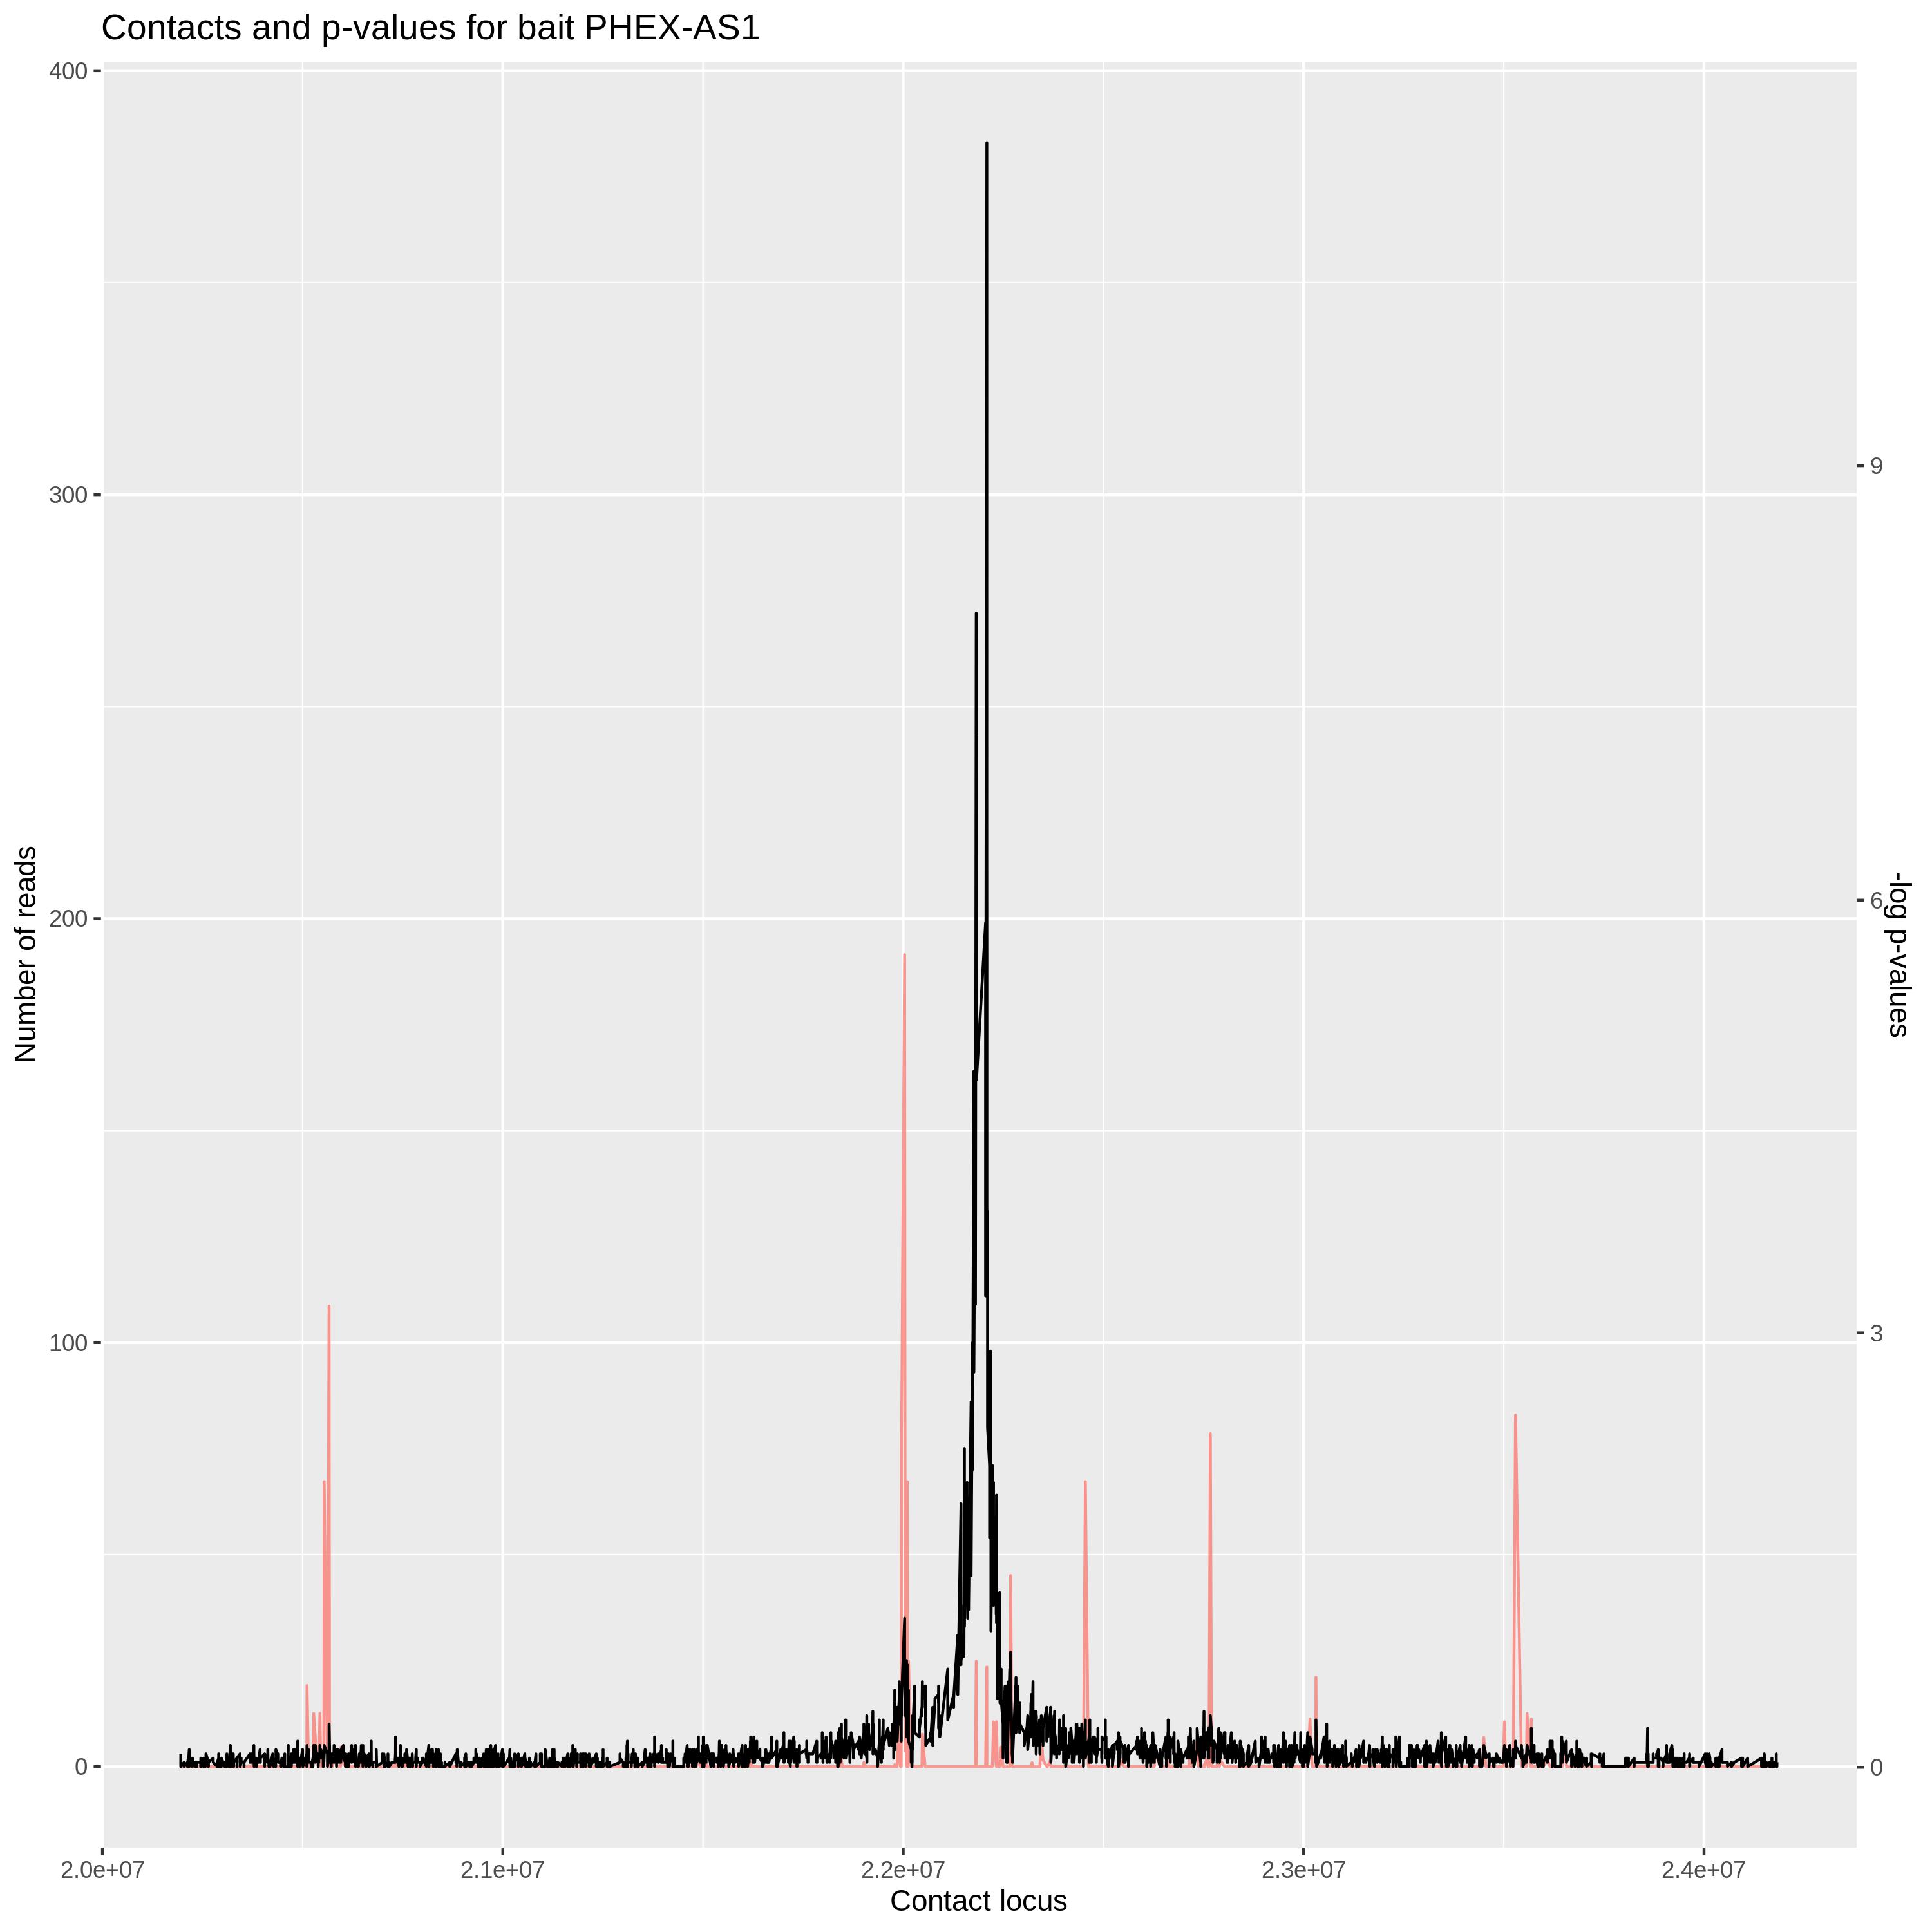 Contacts and p-values for bait PHEX-AS1
400
300
200
100
0
Number of reads
9
6
3
0
-log p-values
2.0e+07
2.1e+07
2.2e+07
2.3e+07
2.4e+07
Contact locus